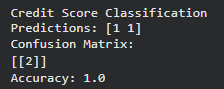 Credit Score Classification
Predictions: [1 1]
Confusion Matrix:
[[2]]
Accuracy: 1.0